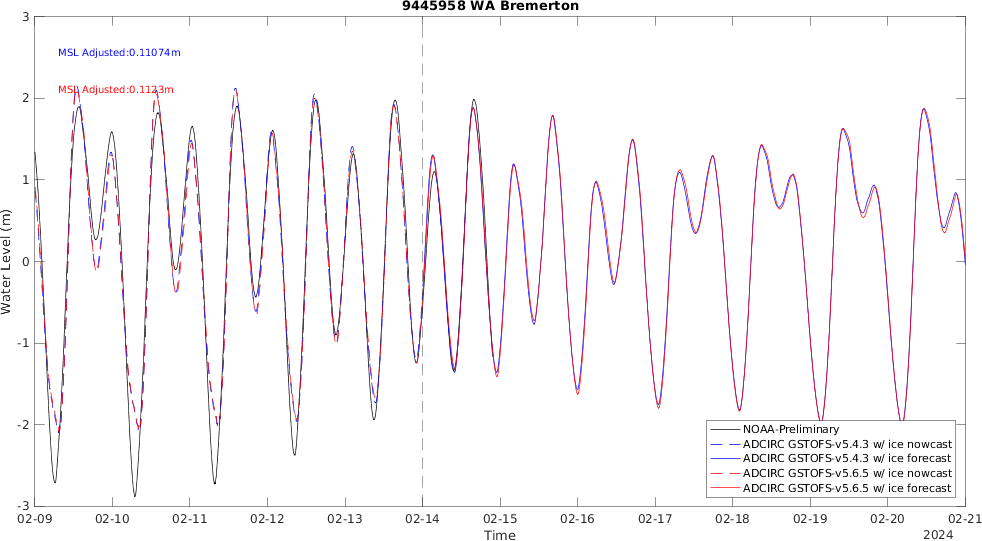 9445958 WA Bremerton
MSL Adjusted:0.11074m
MSL Adjusted:0.1123m
Water Level (m)
3
2
1
0
-1
-2
-3
NOAA-Preliminary
ADCIRC GSTOFS-v5.4.3 w/ ice nowcast
ADCIRC GSTOFS-v5.4.3 w/ ice forecast
ADCIRC GSTOFS-v5.6.5 w/ ice nowcast
ADCIRC GSTOFS-v5.6.5 w/ ice forecast
02-09 02-10 02-11 02-12 02-13 02-14 02-15 02-16 02-17 02-18 02-19 02-20 02-21
Time
2024